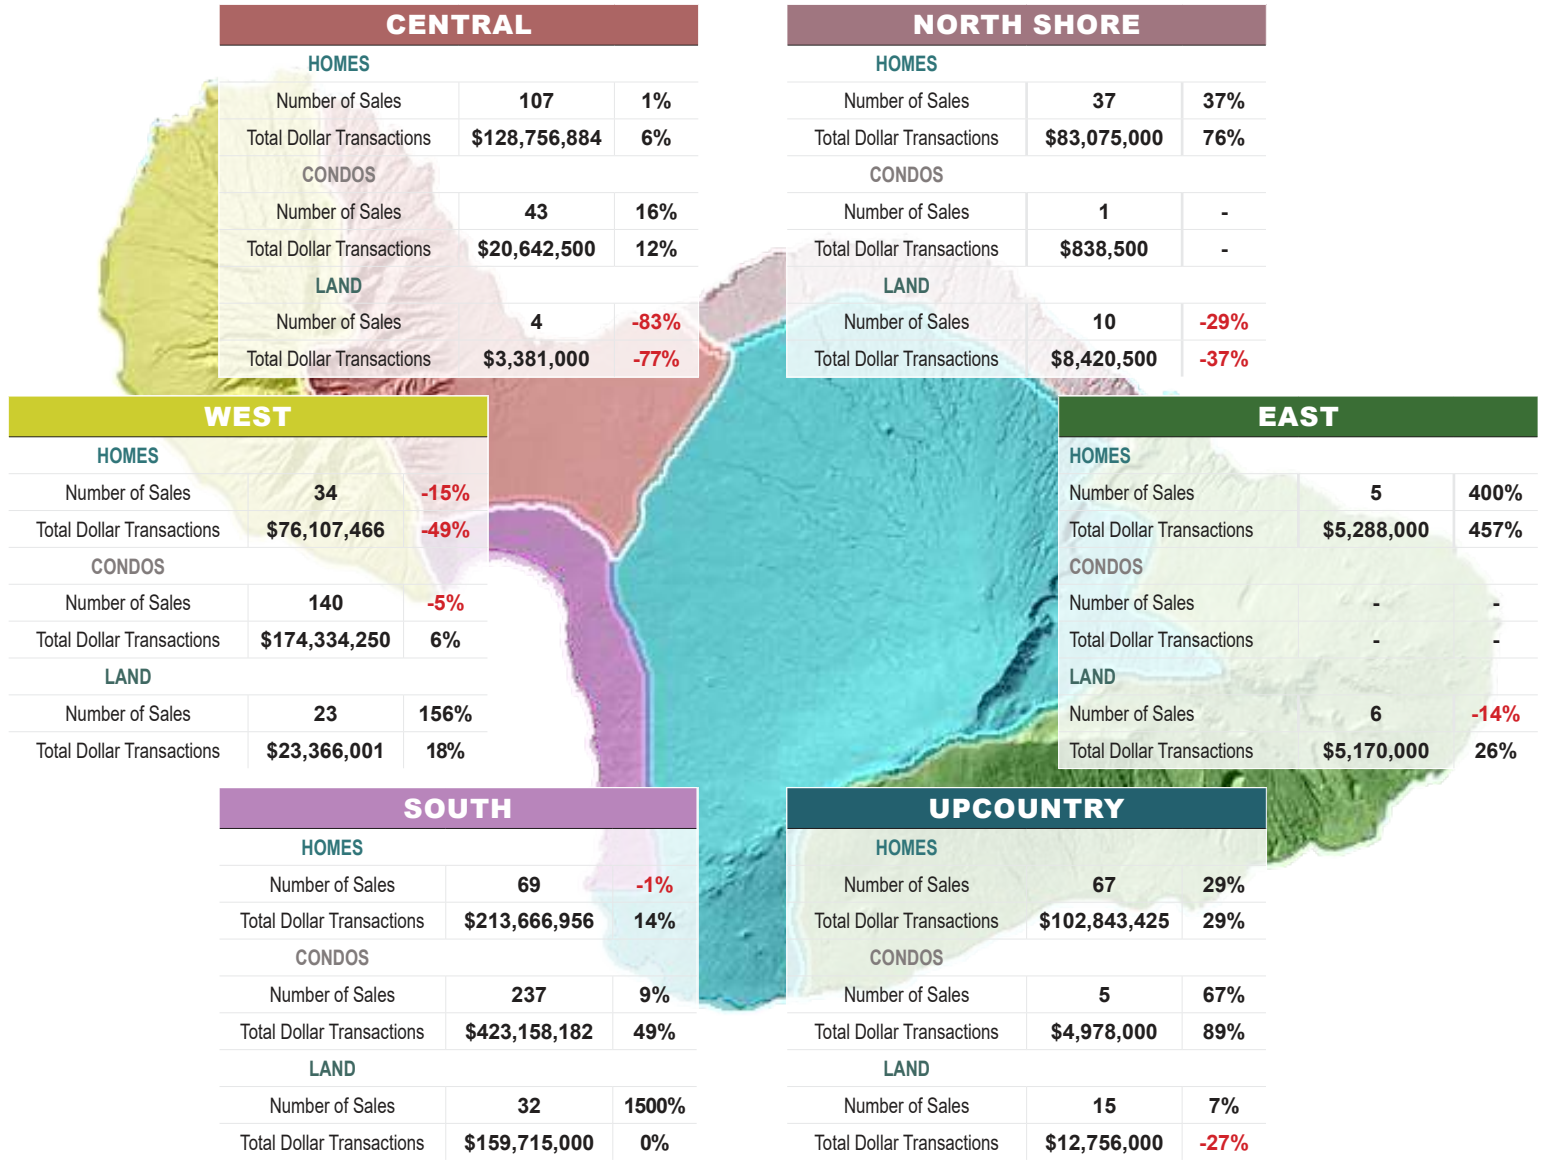 CENTRAL
HOMES
Number of Sales 107 1%
Total Dollar Transactions $128,756,884 6%
CONDOS
Number of Sales 43 16%
Total Dollar Transactions $20,642,500 12%
LAND
Number of Sales 4 -83%
Total Dollar Transactions $3,381,000 -77%
NORTH SHORE
HOMES
Number of Sales 37 37%
Total Dollar Transactions $83,075,000 76%
CONDOS
Number of Sales 1 -
Total Dollar Transactions $838,500 -
LAND
Number of Sales 10 -29%
Total Dollar Transactions $8,420,500 -37%
WEST
HOMES
Number of Sales 34 -15%
Total Dollar Transactions $76,107,466 -49%
CONDOS
Number of Sales 140 -5%
Total Dollar Transactions $174,334,250 6%
LAND
Number of Sales 23 156%
Total Dollar Transactions $23,366,001 18%
EAST
HOMES
Number of Sales 5 400%
Total Dollar Transactions $5,288,000 457%
CONDOS
Number of Sales - -
Total Dollar Transactions - -
LAND
Number of Sales 6 -14%
Total Dollar Transactions $5,170,000 26%
SOUTH
HOMES
Number of Sales 69 -1%
Total Dollar Transactions $213,666,956 14%
CONDOS
Number of Sales 237 9%
Total Dollar Transactions $423,158,182 49%
LAND
Number of Sales 32 1500%
Total Dollar Transactions $159,715,000 0%
UPCOUNTRY
HOMES
Number of Sales 67 29%
Total Dollar Transactions $102,843,425 29%
CONDOS
Number of Sales 5 67%
Total Dollar Transactions $4,978,000 89%
LAND
Number of Sales 15 7%
Total Dollar Transactions $12,756,000 -27%